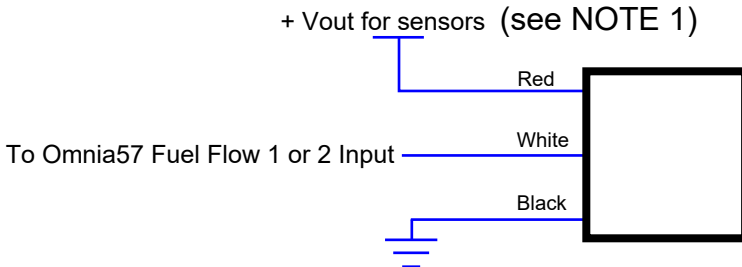 + Vout for sensors (see NOTE 1)
Red
To Omnia57 Fuel Flow 1 or 2 Input
White
Black